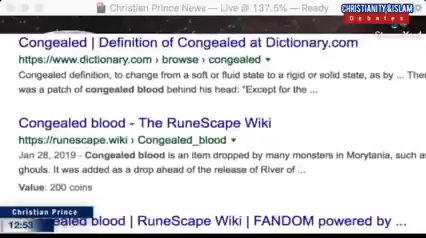 Christian Prince News — Live @ 137.5% — Ready
CHRISTIANITY & ISLAM
Debates
Congealed | Definition of Congealed at Dictionary.com
https://www.dictionary.com › browse › congealed
Congealed definition, to change from a soft or fluid state to a rigid or solid state, as by ... The
was a patch of congealed blood behind his head: "Except for the ...
Congealed blood - The RuneScape Wiki
https://runescape.wiki › Congealed_blood
Jan 28, 2019 - Congealed blood is an item dropped by many monsters in Morytania, such as
ghouls. It was added as a drop ahead of the release of River of ...
Value: 200 coins
Christian Prince
12:53
blood | RuneScape Wiki | FANDOM powered by ...